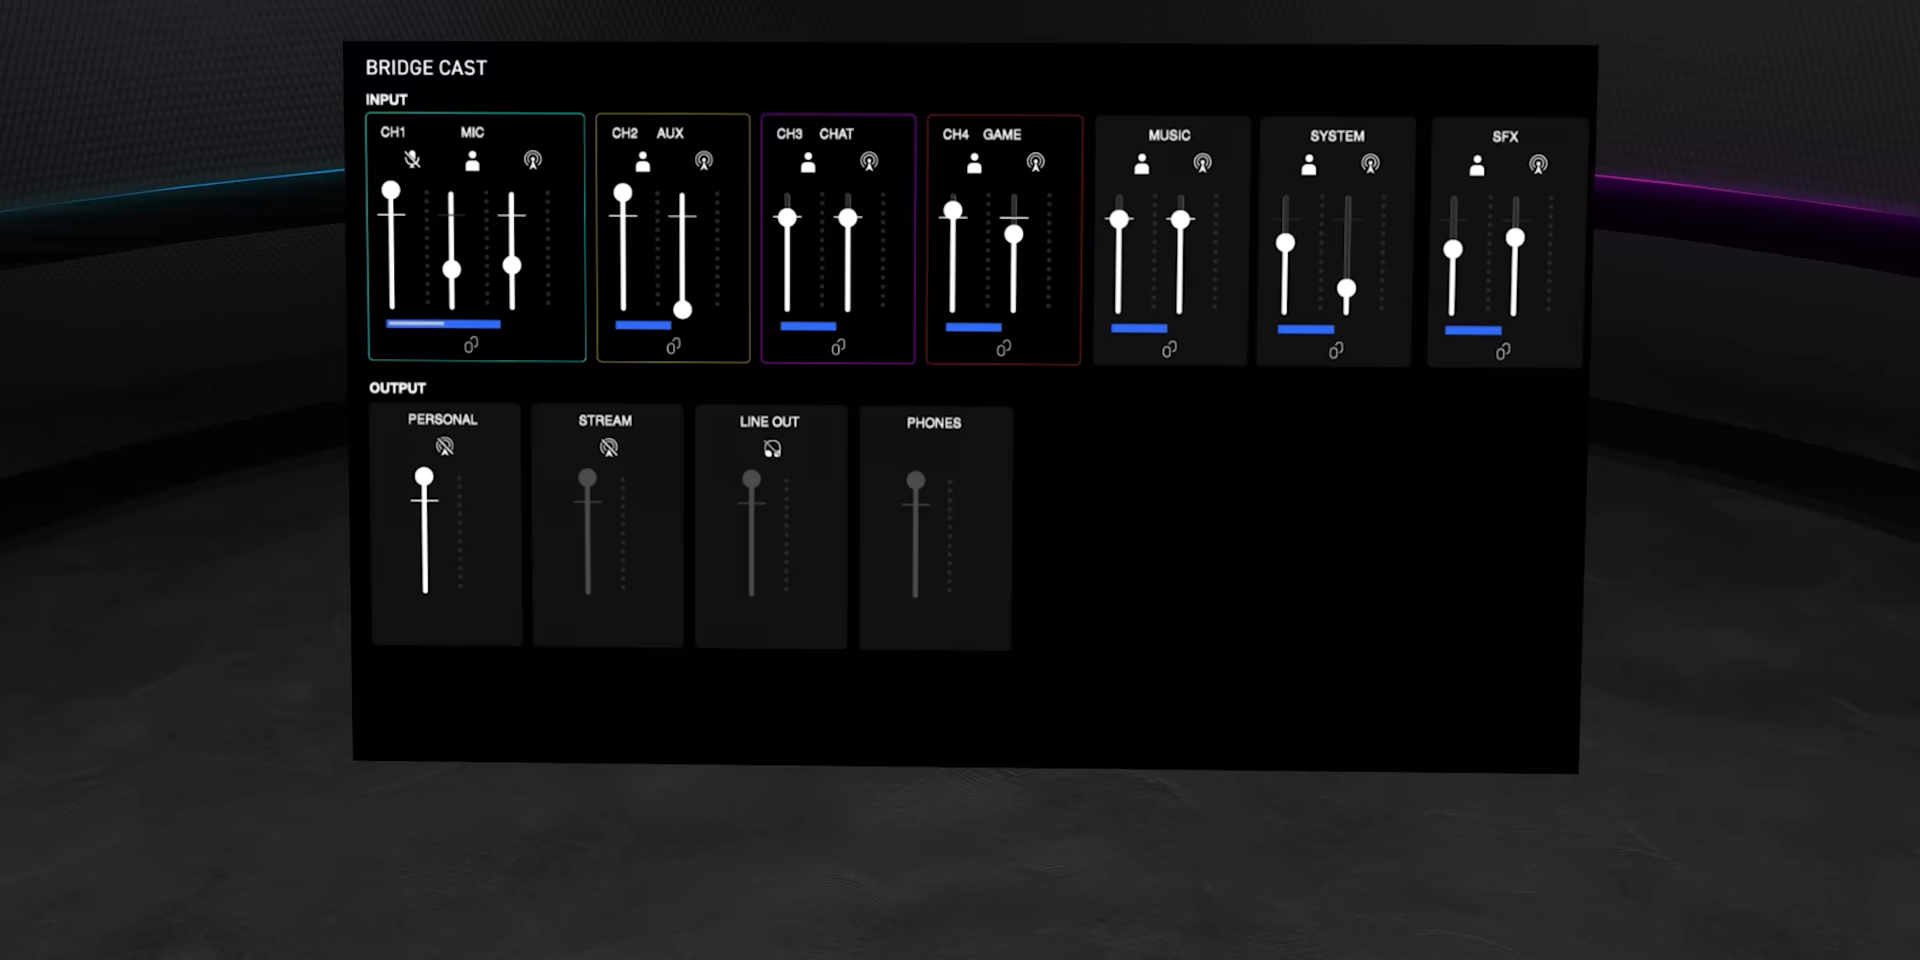 BRIDGE CAST
INPUT
CH1 MIC
CH2 AUX
CH3 CHAT
CH4 GAME
MUSIC
SYSTEM
SFX
OUTPUT
PERSONAL
STREAM
LINE OUT
PHONES